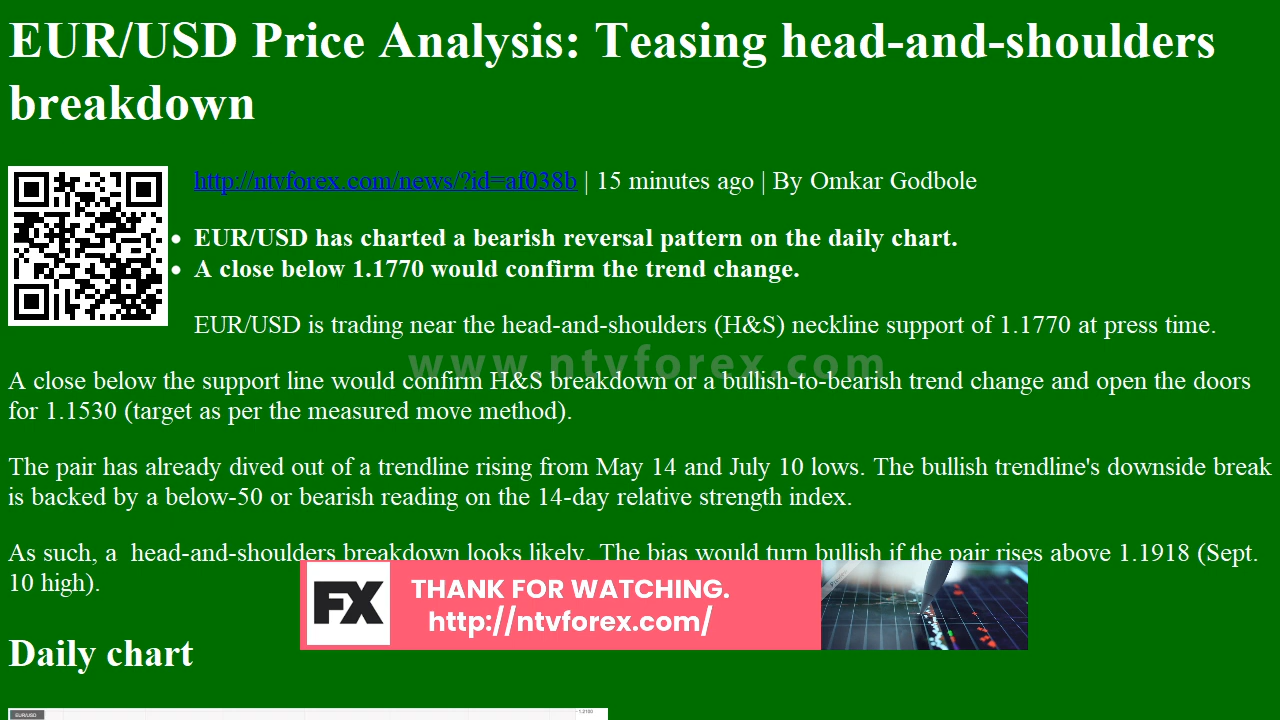 EUR/USD Price Analysis: Teasing head-and-shoulders
breakdown
http://ntvforex.com/news/?id=af038b | 15 minutes ago | By Omkar Godbole
EUR/USD has charted a bearish reversal pattern on the daily chart.
A close below 1.1770 would confirm the trend change.
EUR/USD is trading near the head-and-shoulders (H&S) neckline support of 1.1770 at press time.
www.ntvforex.com
A close below the support line would confirm H&S breakdown or a bullish-to-bearish trend change and open the doors
for 1.1530 (target as per the measured move method).
The pair has already dived out of a trendline rising from May 14 and July 10 lows. The bullish trendline's downside break
is backed by a below-50 or bearish reading on the 14-day relative strength index.
As such, a  head-and-shoulders breakdown looks likely. The bias would turn bullish if the pair rises above 1.1918 (Sept.
10 high).
FX
THANK FOR WATCHING.
http://ntvforex.com/
Daily chart
EUR/USD
1.2100